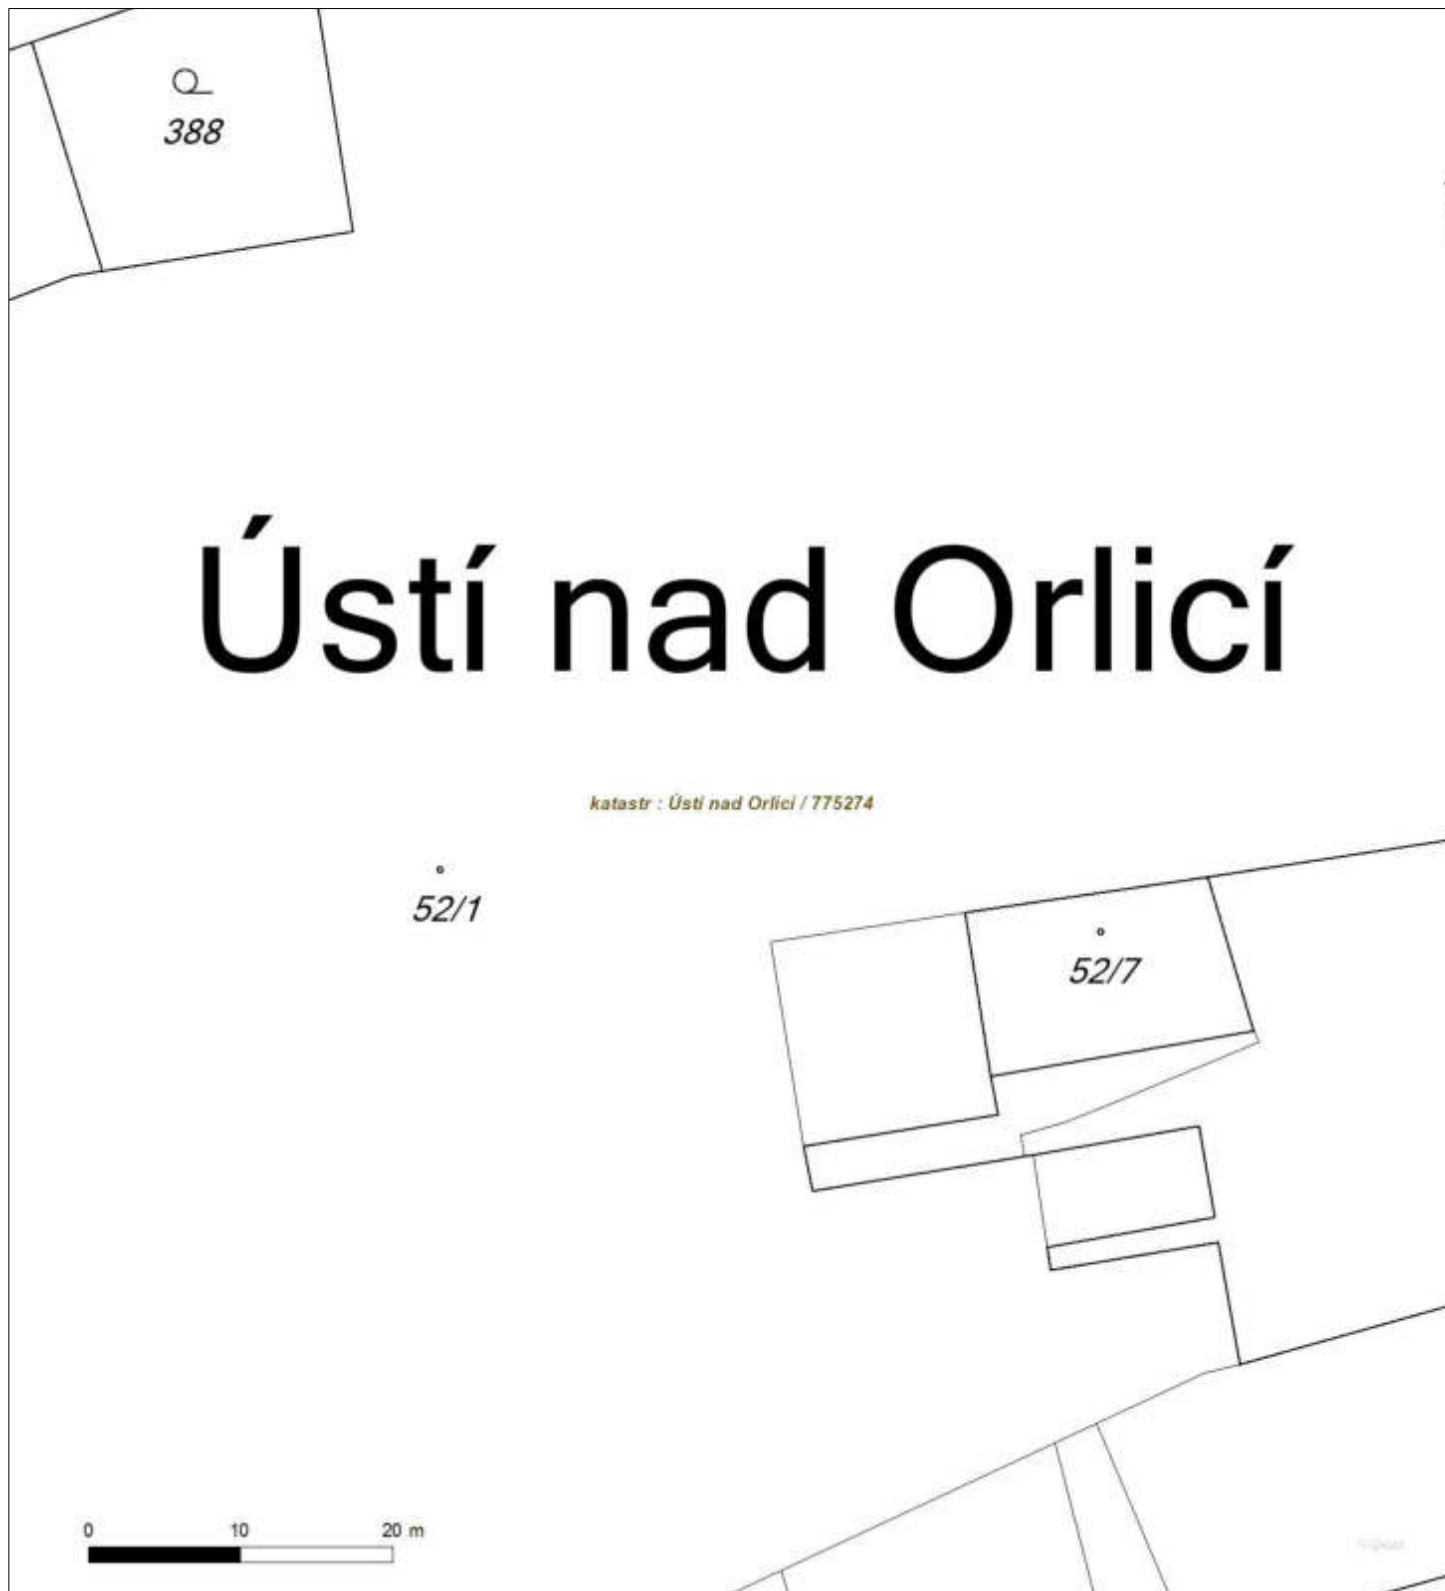 388
Ústí nad Orlicí
katastr : Ústí nad Orlicí / 775274
52/1
52/7
0 10 20 m